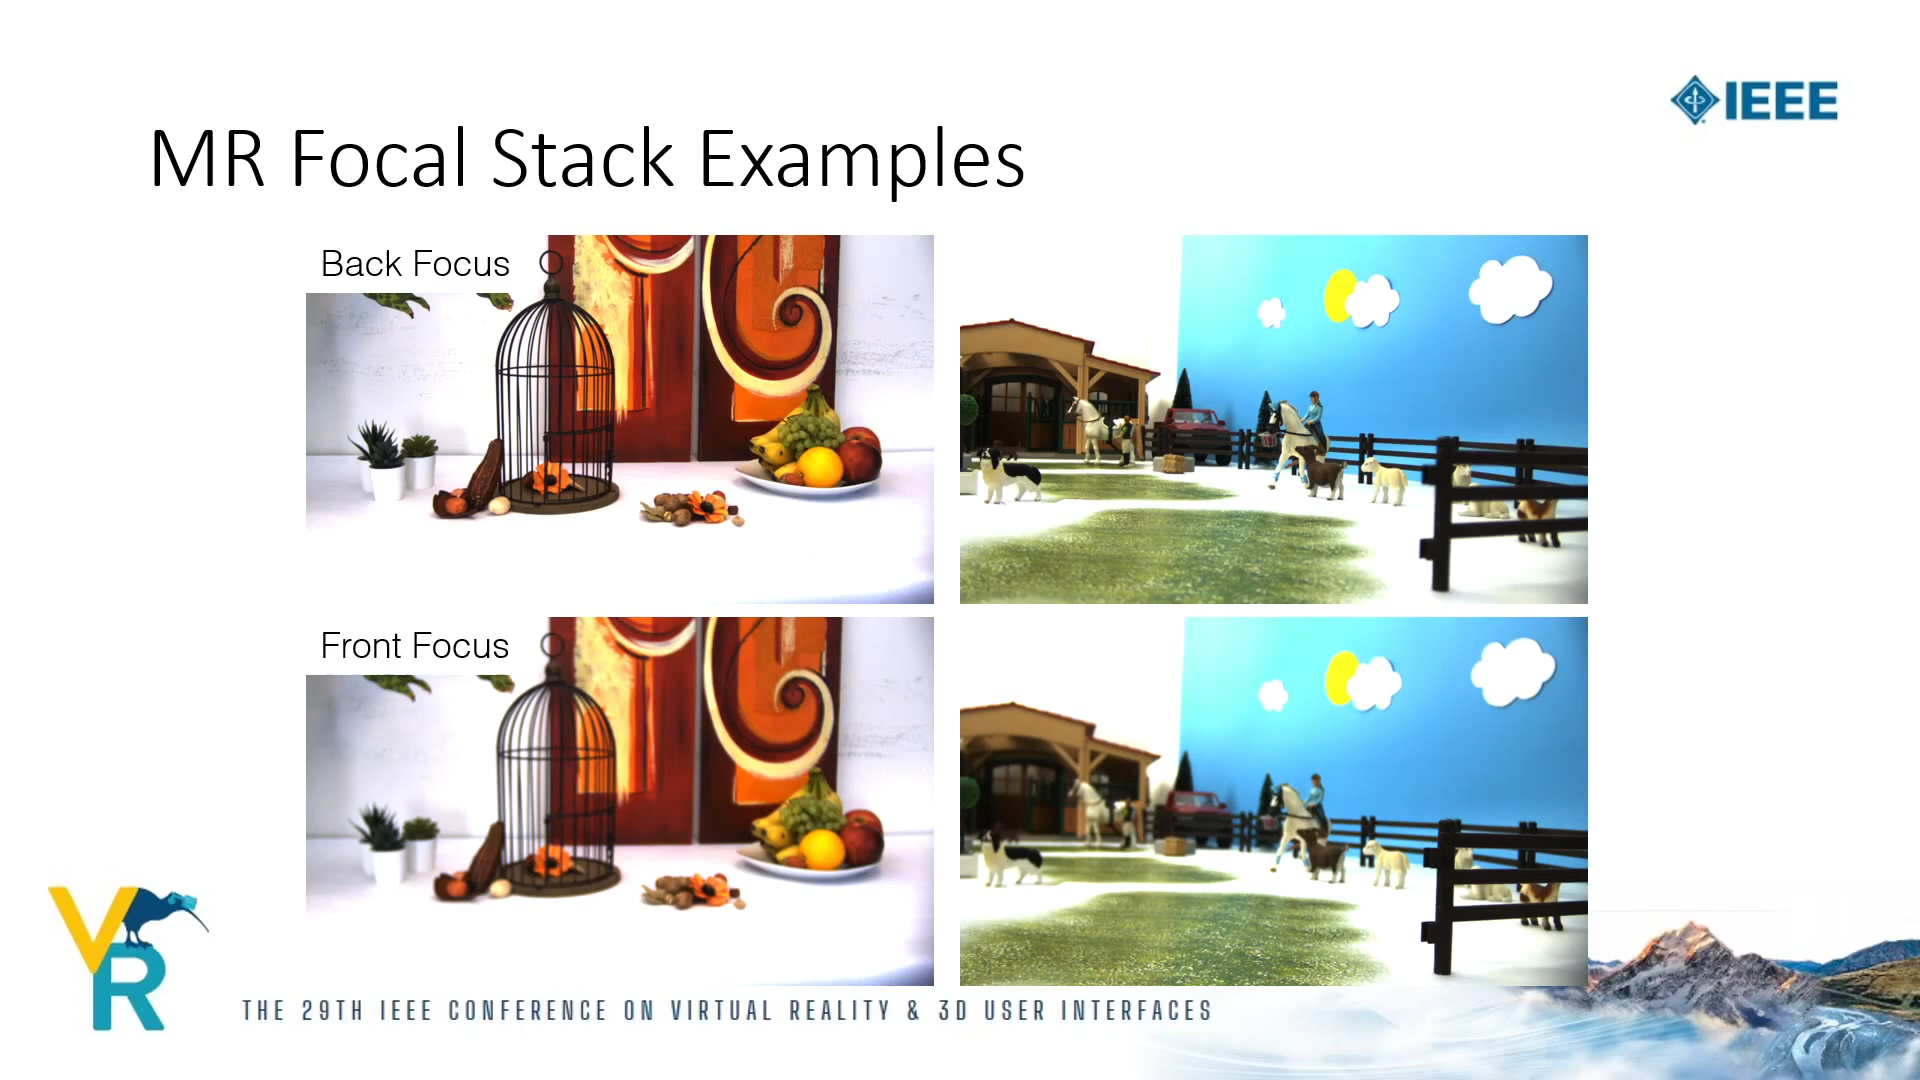 IEEE
MR Focal Stack Examples
Back Focus
Front Focus
VR
THE 29TH IEEE CONFERENCE ON VIRTUAL REALITY & 3D USER INTERFACES